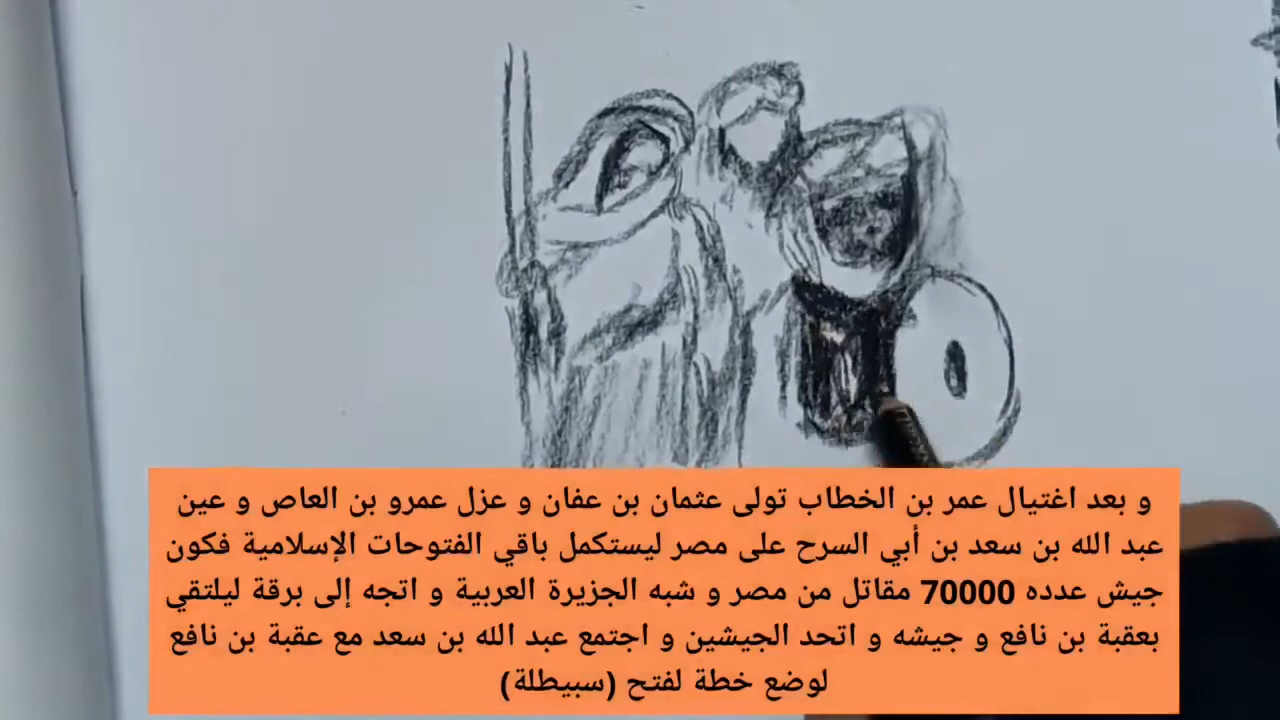 و بعد اغتيال عمر بن الخطاب تولى عثمان بن عفان و عزل عمرو بن العاص و عين
عبد الله بن سعد بن أبي السرح على مصر ليستكمل باقي الفتوحات الإسلامية فكون
جيش عدده 70000 مقاتل من مصر و شبه الجزيرة العربية و اتجه إلى برقة ليلتقي
بعقبة بن نافع و جيشه و اتحد الجيشين و اجتمع عبد الله بن سعد مع عقبة بن نافع
لوضع خطة لفتح (سبيطلة)